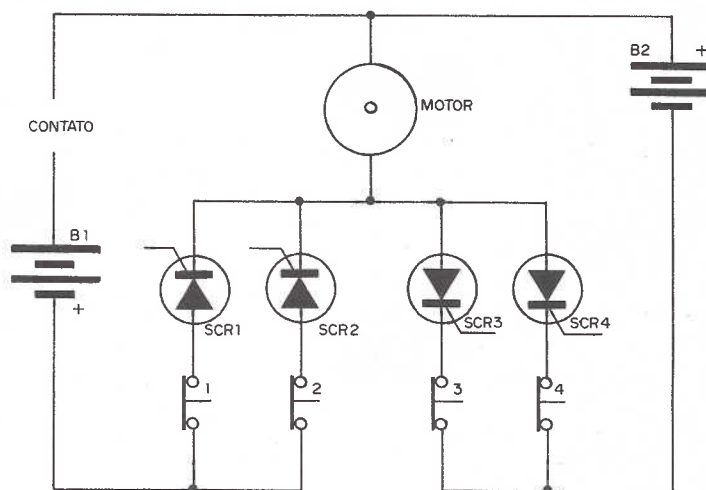 B2
+
MOTOR
CONTATO
B1
+
SCR1
SCR2
SCR3
SCR4
1
2
3
4